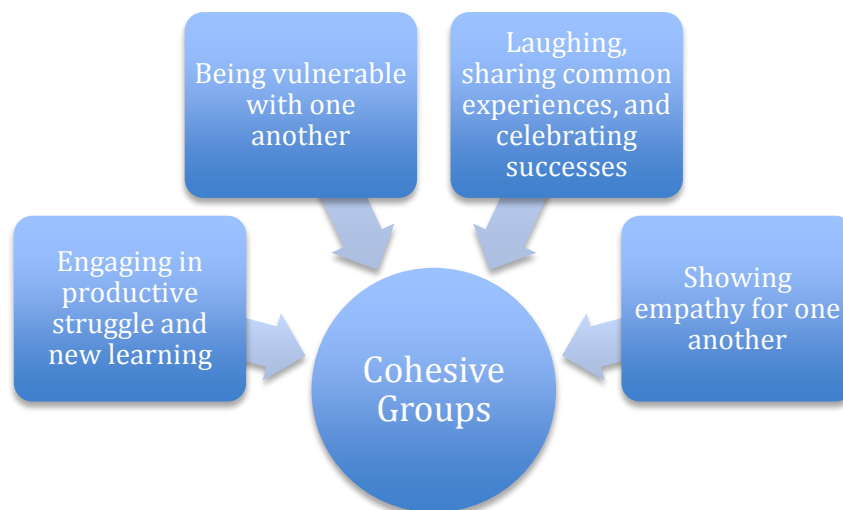 Engaging in
productive
struggle and
new learning
Being vulnerable
with one
another
Laughing,
sharing common
experiences, and
celebrating
successes
Showing
empathy for one
another
Cohesive
Groups